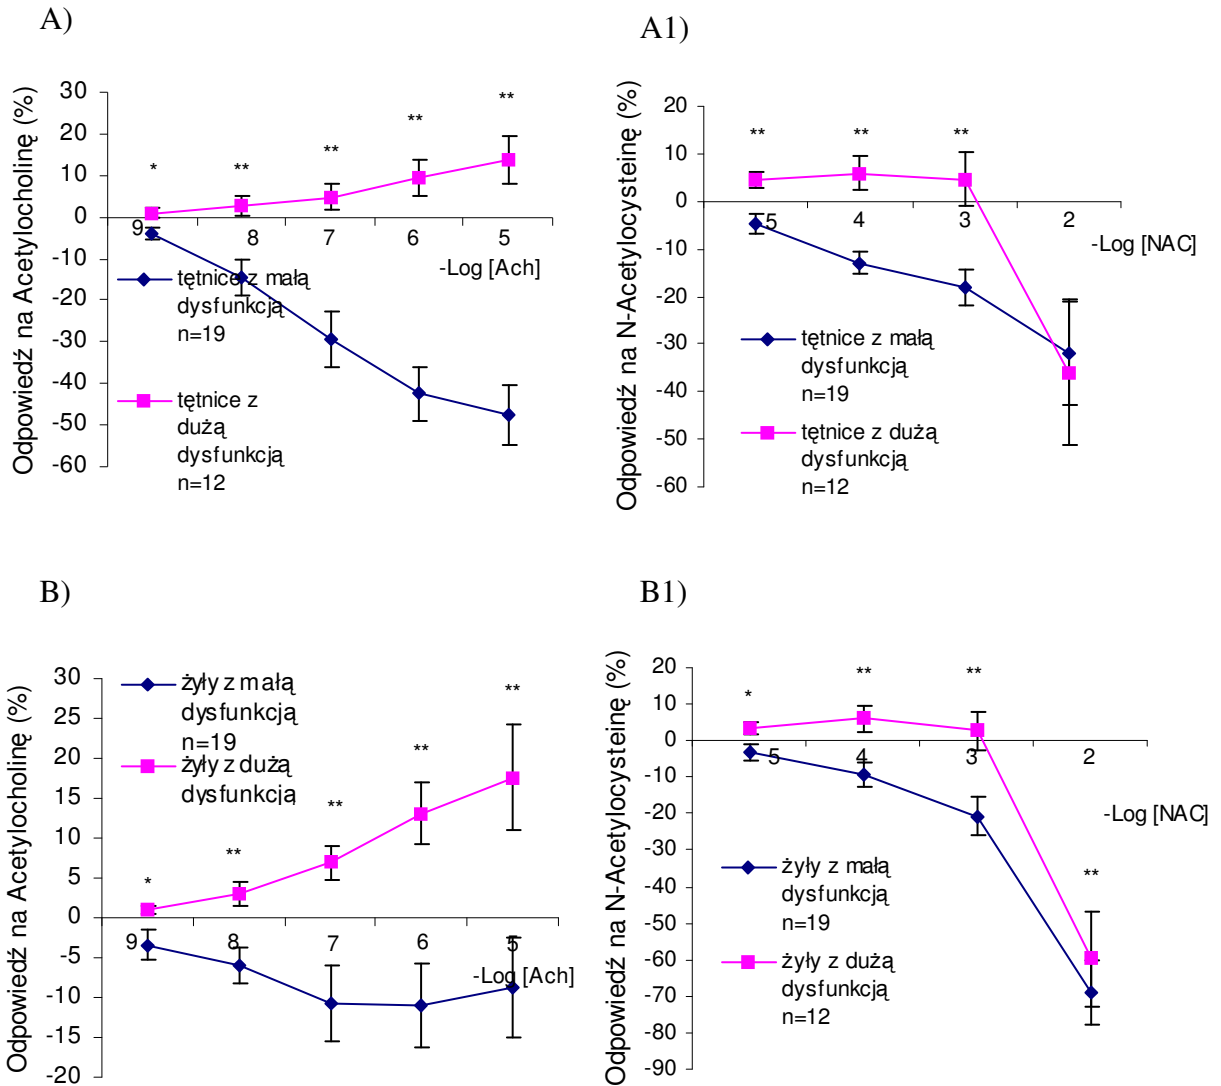 A)
Odpowiedź na Acetylocholinę (%)
30
20
10
0
-10
-20
-30
-40
-50
-60
*
**
**
**
**
9
8
7
6
5
-Log [Ach]
tętnice z małą
dysfunkcją
n=19
tętnice z
dużą
dysfunkcją
n=12
A1)
Odpowiedź na N-Acetylocysteinę (%)
20
10
0
-10
-20
-30
-40
-50
-60
**
**
**
5
4
3
2
-Log [NAC]
tętnice z małą
dysfunkcją
n=19
tętnice z dużą
dysfunkcją
n=12
B)
Odpowiedź na Acetylocholinę (%)
30
25
20
15
10
5
0
-5
-10
-15
-20
żyły z małą
dysfunkcją
n=19
żyły z dużą
dysfunkcją
*
**
**
**
**
9
8
7
6
5
-Log [Ach]
B1)
Odpowiedź na N-Acetylocysteinę (%)
20
10
0
-10
-20
-30
-40
-50
-60
-70
-80
-90
*
**
**
**
5
4
3
2
-Log [NAC]
żyły z małą
dysfunkcją
n=19
żyły z dużą
dysfunkcją
n=12